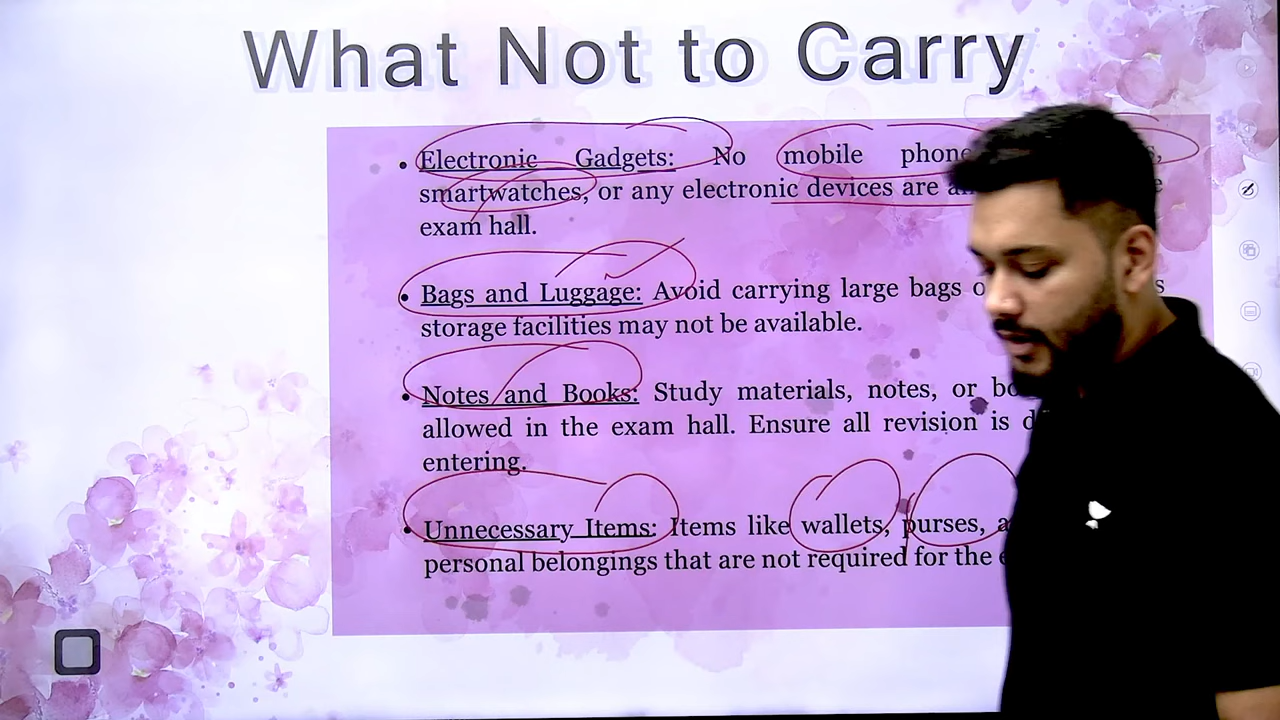 What Not to Carry
• Electronic Gadgets: No mobile
smartwatches, or any electronic devices are
exam hall.
• Bags and Luggage: Avoid carrying large bags
storage facilities may not be available.
• Notes and Books: Study materials, notes, or
allowed in the exam hall. Ensure all revision is
entering.
• Unnecessary Items: Items like wallets, purses,
personal belongings that are not required for the